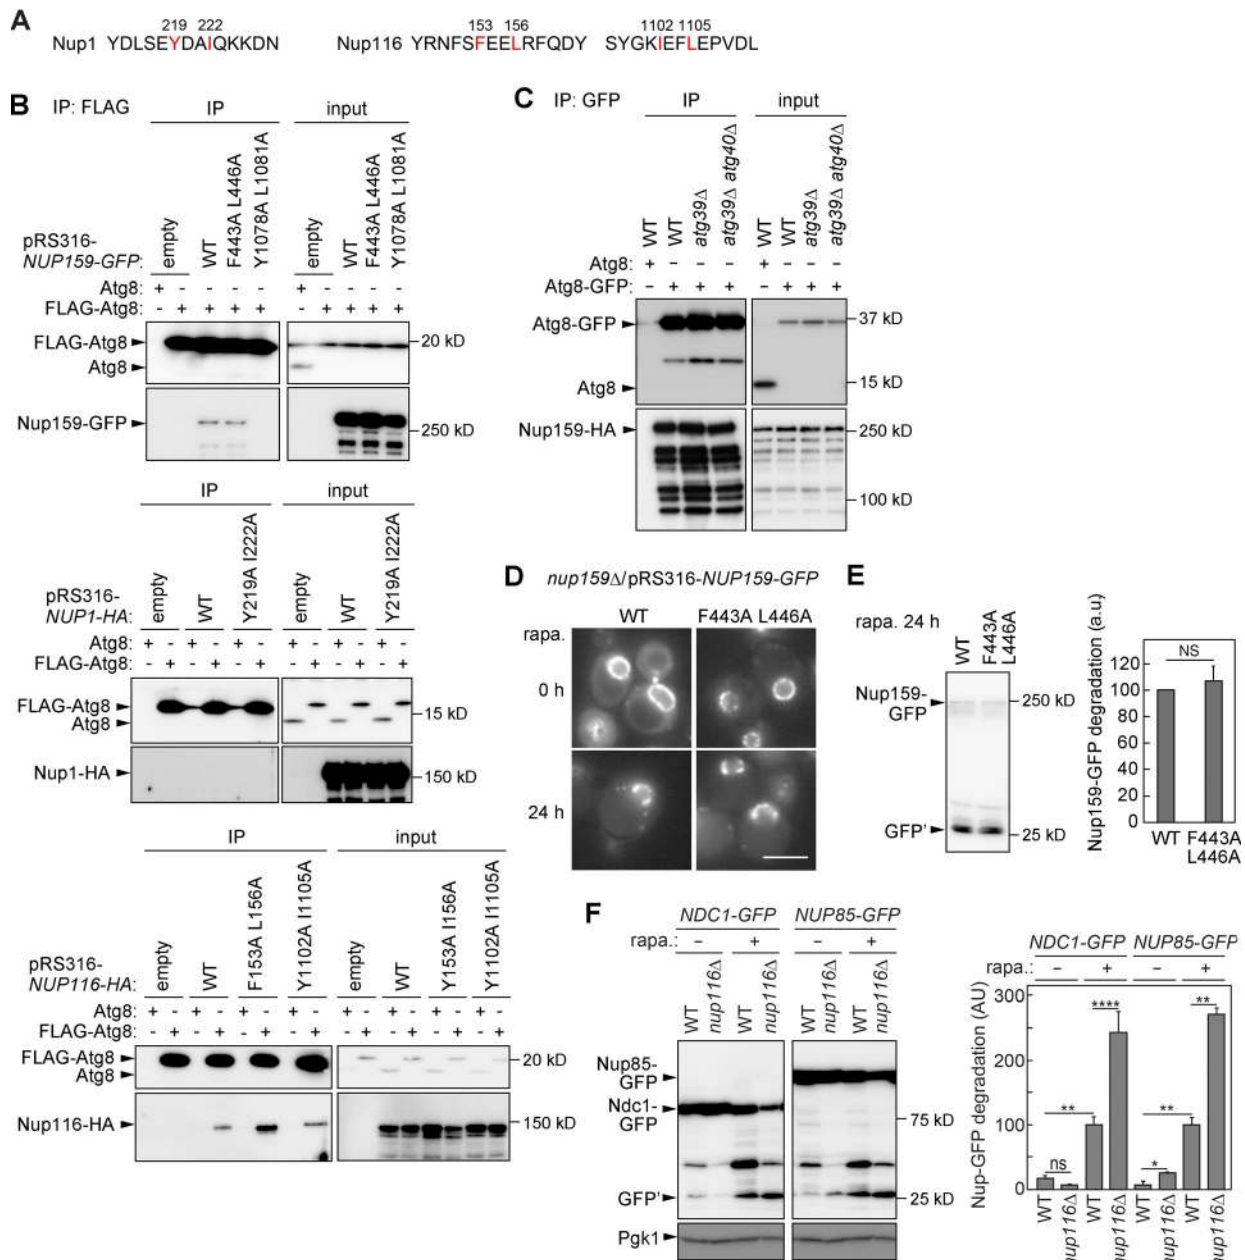 A
219 222
Nup1 YDLSEYDAIQKKDN
153 156 1102 1105
Nup116 YRNFSFEELRFQDY SYGKIEFLEPVDL
B IP: FLAG
IP input
pRS316-
NUP159-GFP:
empty
WT
F443A L446A
Y1078A L1081A
empty
WT
F443A L446A
Y1078A L1081A
Atg8: + - - - - + - - - -
FLAG-Atg8: - + + + + - + + + +
FLAG-Atg8
20 kD
Atg8
Nup159-GFP
250 kD
IP input
pRS316-
NUP1-HA:
empty
WT
Y219A I222A
empty
WT
Y219A I222A
Atg8: + - + - + - + - + - + -
FLAG-Atg8: - + - + - + - + - + - +
FLAG-Atg8
15 kD
Atg8
Nup1-HA
150 kD
IP input
pRS316-
NUP116-HA:
empty
WT
F153A L156A
Y1102A I1105A
empty
WT
Y153A I156A
Y1102A I1105A
Atg8: + - + - + - + - + - + - + - + -
FLAG-Atg8: - + - + - + - + - + - + - + - +
FLAG-Atg8
20 kD
Atg8
Nup116-HA
150 kD
C IP: GFP
IP input
WT
WT
atg39Δ
atg39Δ atg40Δ
WT
WT
atg39Δ
atg39Δ atg40Δ
Atg8: + - - - + - - -
Atg8-GFP: - + + + - + + +
Atg8-GFP
37 kD
Atg8
15 kD
Nup159-HA
250 kD
100 kD
D nup159Δ/pRS316-NUP159-GFP
WT F443A L446A
rapa.
0 h
24 h
E
rapa. 24 h
WT
F443A
L446A
Nup159-
GFP
250 kD
GFP'
25 kD
Nup159-GFP degradation (a.u)
NS
120
100
80
60
40
20
0
WT F443A
L446A
F
NDC1-GFP NUP85-GFP
rapa.: - + - +
WT
nup116Δ
WT
nup116Δ
WT
nup116Δ
WT
nup116Δ
Nup85-
GFP
Ndc1-
GFP
75 kD
GFP'
25 kD
Pgk1
NDC1-GFP NUP85-GFP
rapa.: - + - +
Nup-GFP degradation (AU)
300
200
100
0
ns
**
****
*
**
**
WT
nup116Δ
WT
nup116Δ
WT
nup116Δ
WT
nup116Δ